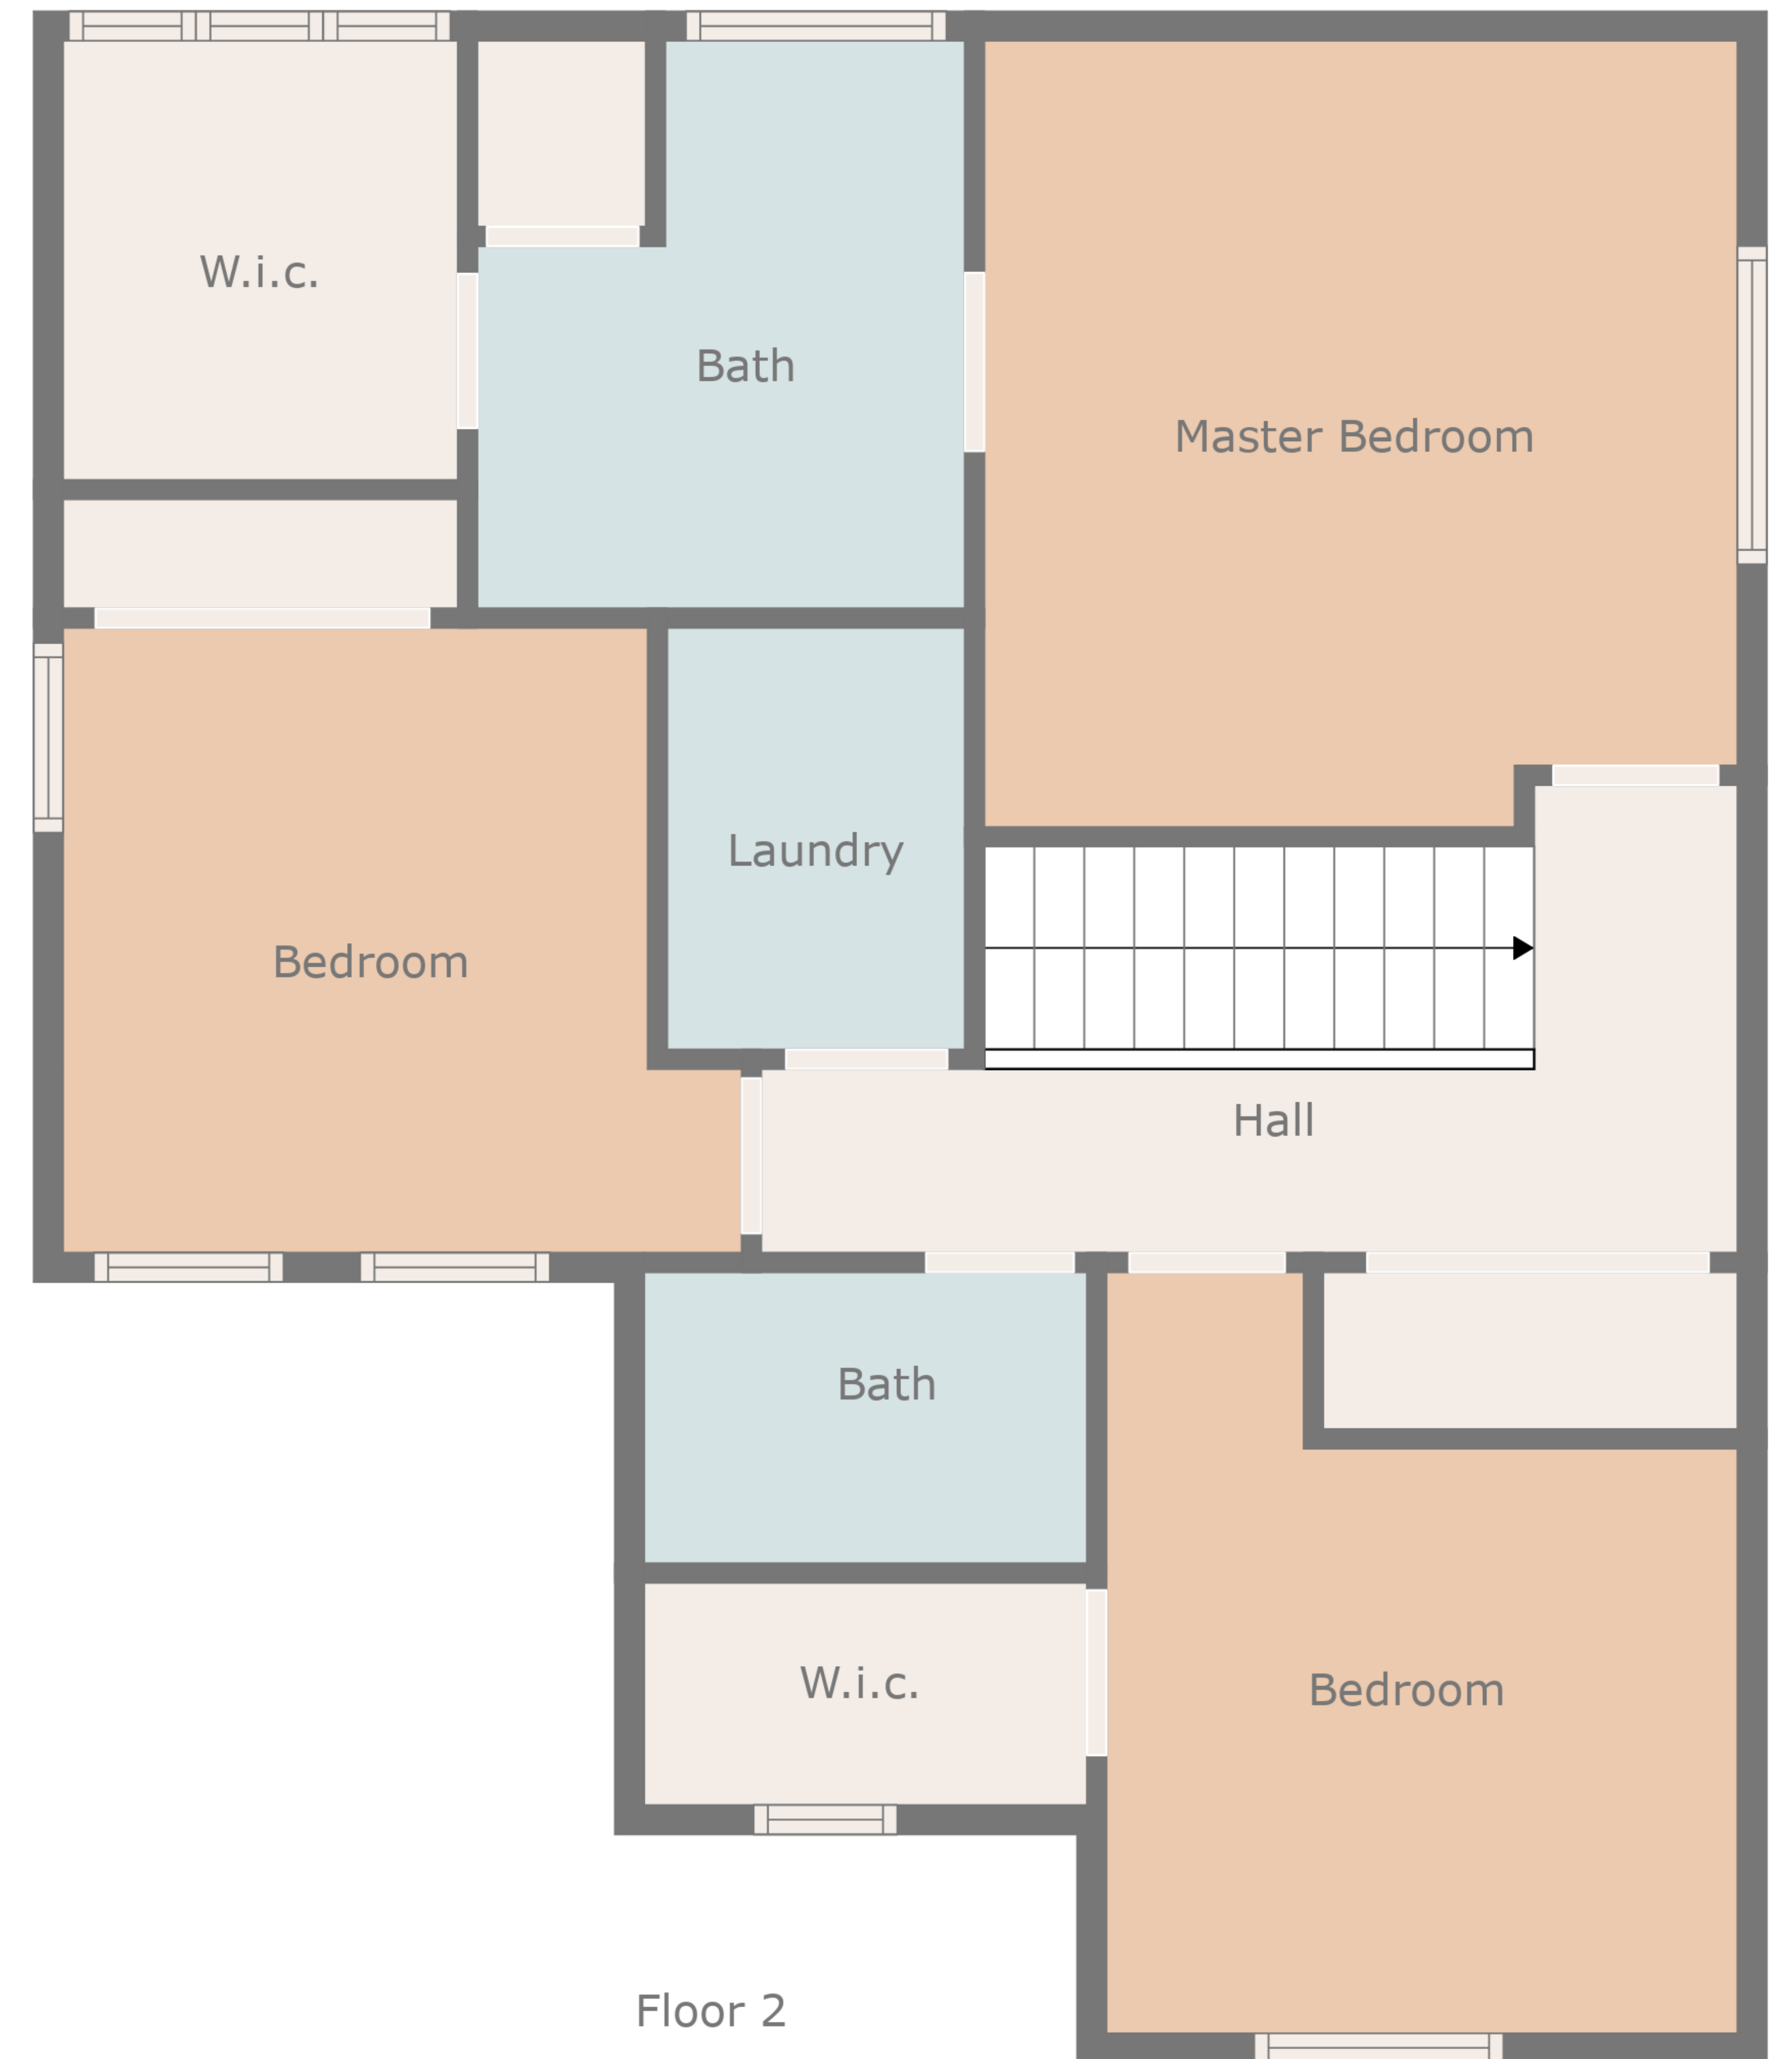 W.i.c.
Bath
Master Bedroom
Laundry
Bedroom
Hall
Bath
W.i.c.
Bedroom
Floor 2